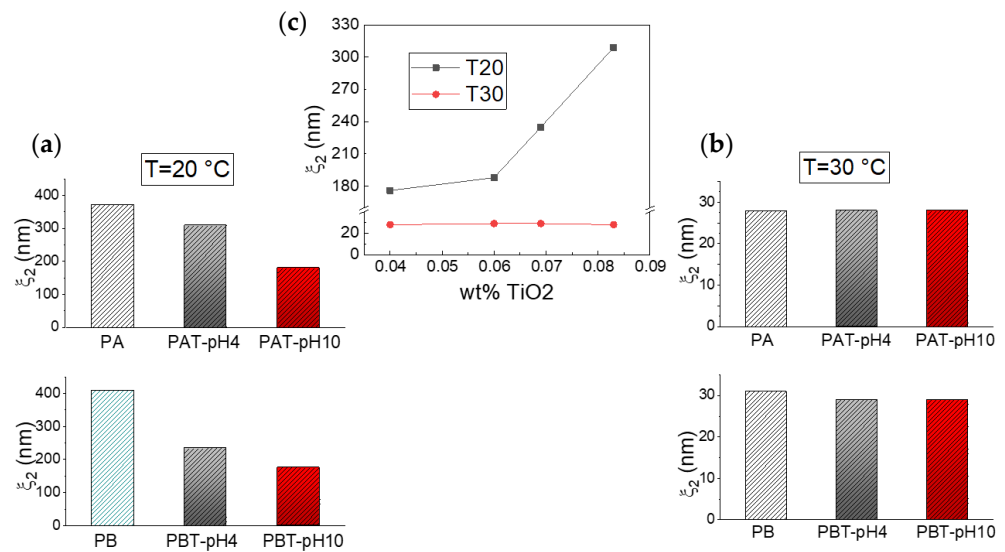 (c)
330
300
270
240
210
180
20
0
ξ2 (nm)
T20
T30
0.04 0.05 0.06 0.07 0.08 0.09
wt% TiO2
(a)
T=20 °C
400
300
200
100
0
ξ2 (nm)
PA PAT-pH4 PAT-pH10
400
300
200
100
0
ξ2 (nm)
PB PBT-pH4 PBT-pH10
(b)
T=30 °C
30
20
10
0
ξ2 (nm)
PA PAT-pH4 PAT-pH10
30
20
10
0
ξ2 (nm)
PB PBT-pH4 PBT-pH10